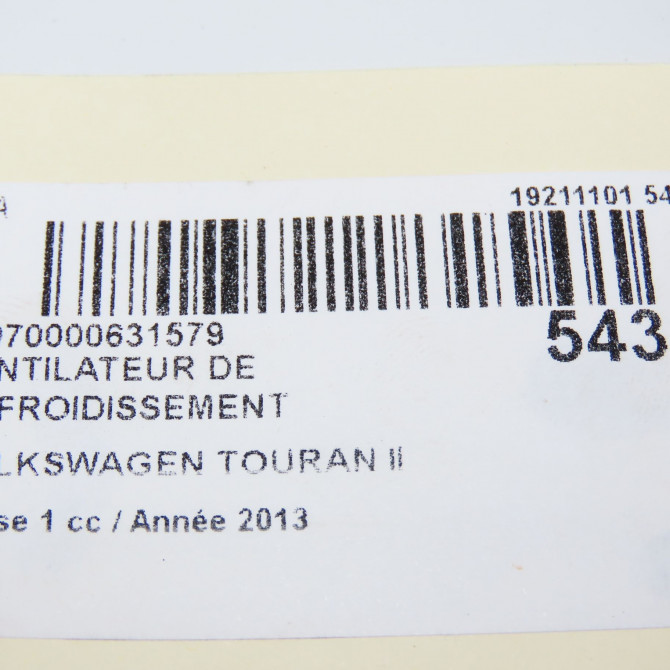 A 19211101 54
970000631579 543
NTILATEUR DE
FROIDISSEMENT
LKSWAGEN TOURAN II
se 1 cc / Année 2013